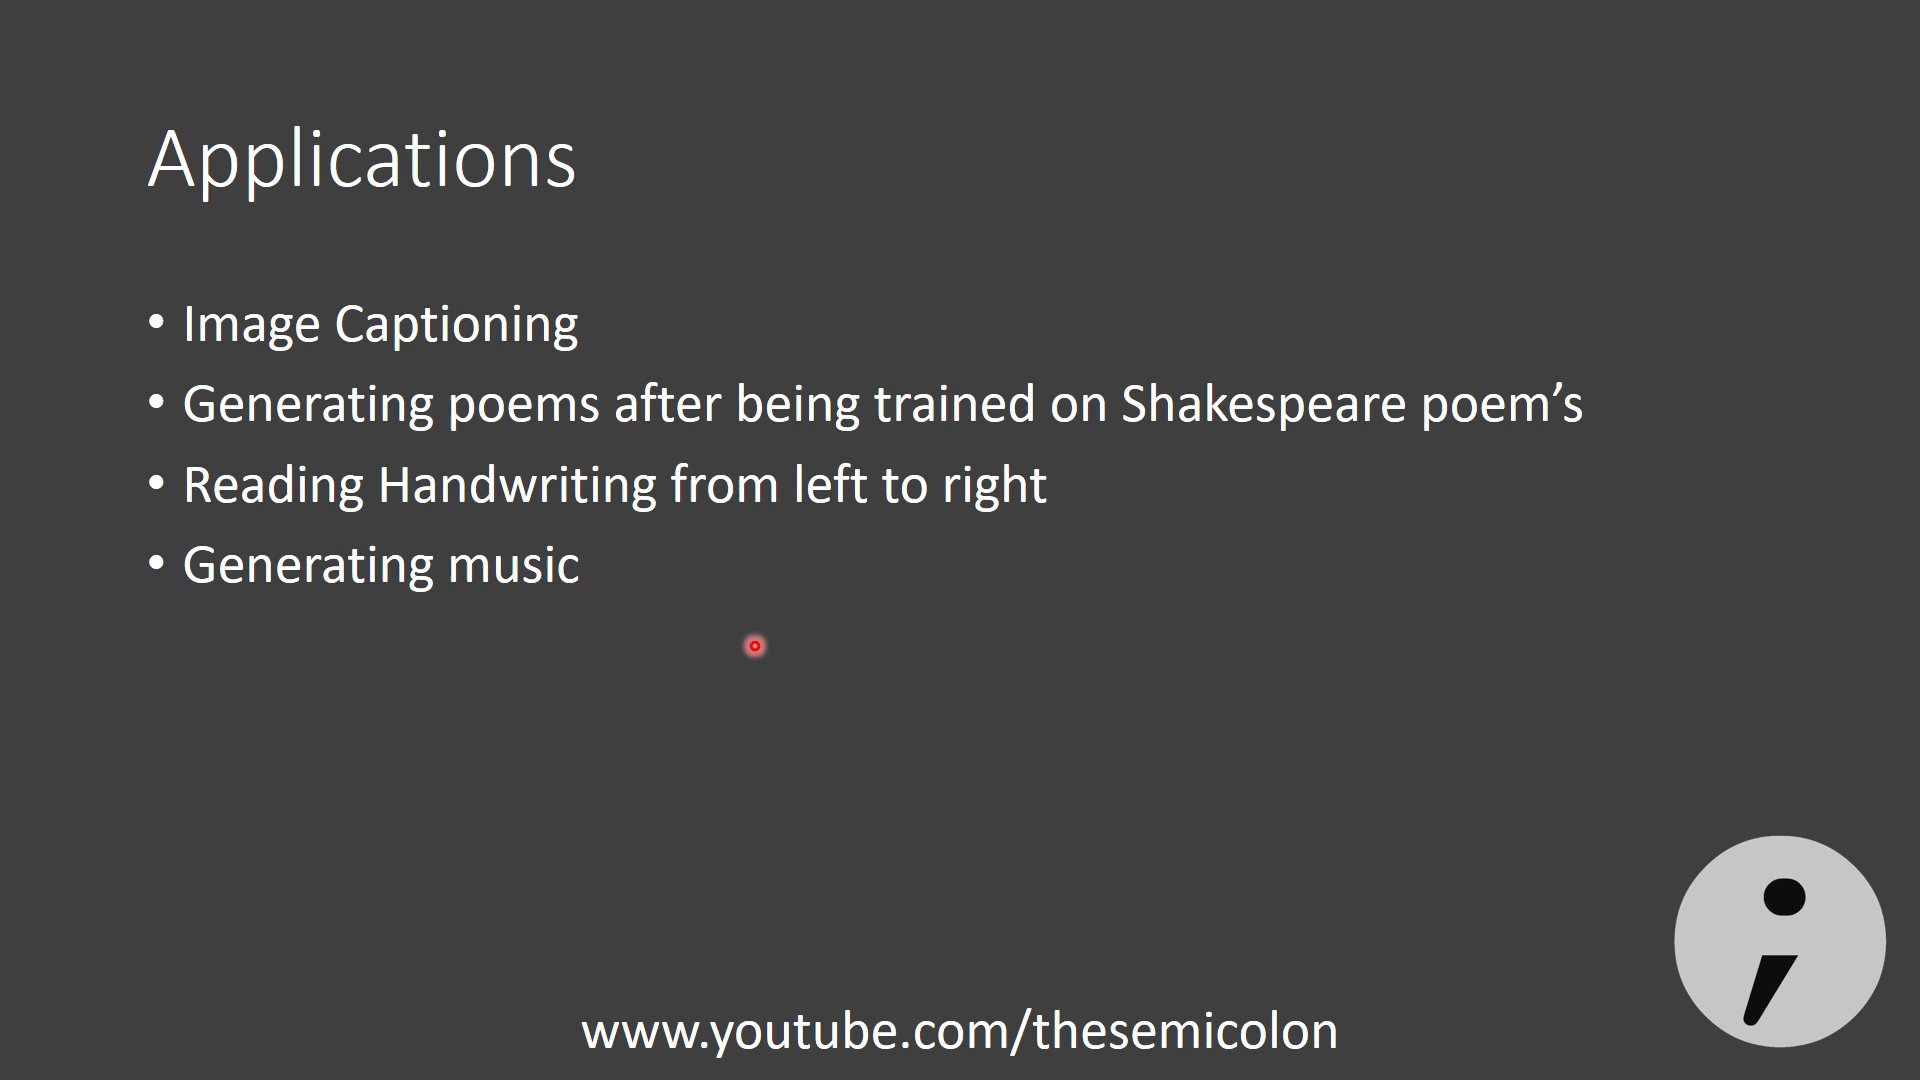 Applications
• Image Captioning
• Generating poems after being trained on Shakespeare poem’s
• Reading Handwriting from left to right
• Generating music
;
www.youtube.com/thesemicolon